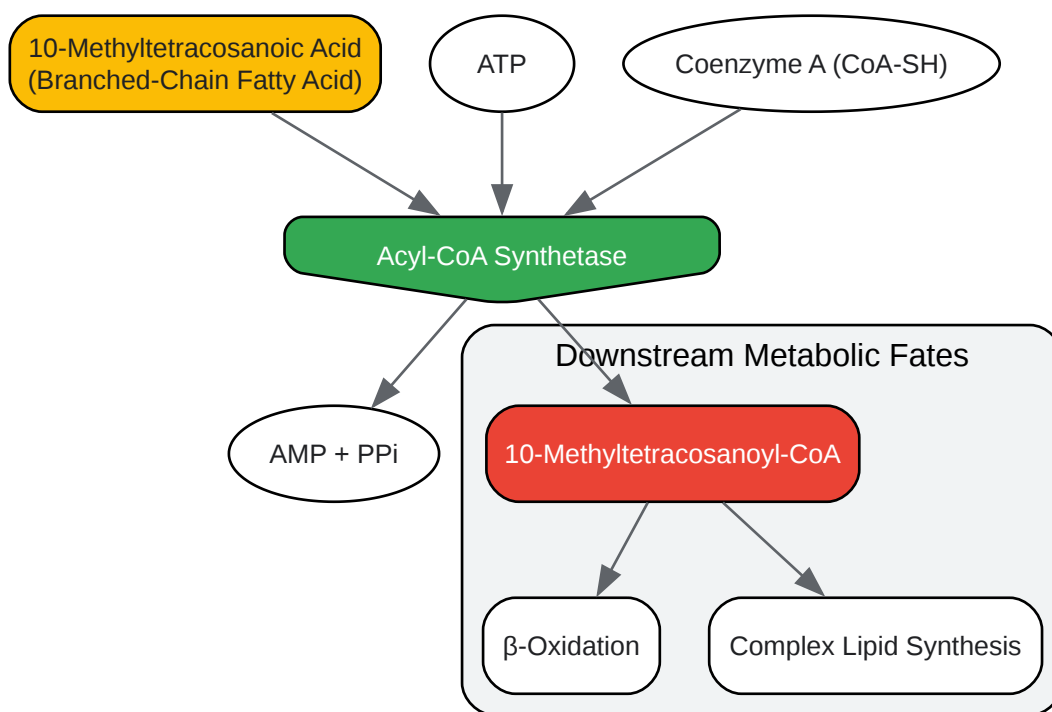 10-Methyltetracosanoic Acid
(Branched-Chain Fatty Acid)
ATP
Coenzyme A (CoA-SH)
Acyl-CoA Synthetase
Downstream Metabolic Fates
AMP + PPi
10-Methyltetracosanoyl-CoA
β-Oxidation
Complex Lipid Synthesis